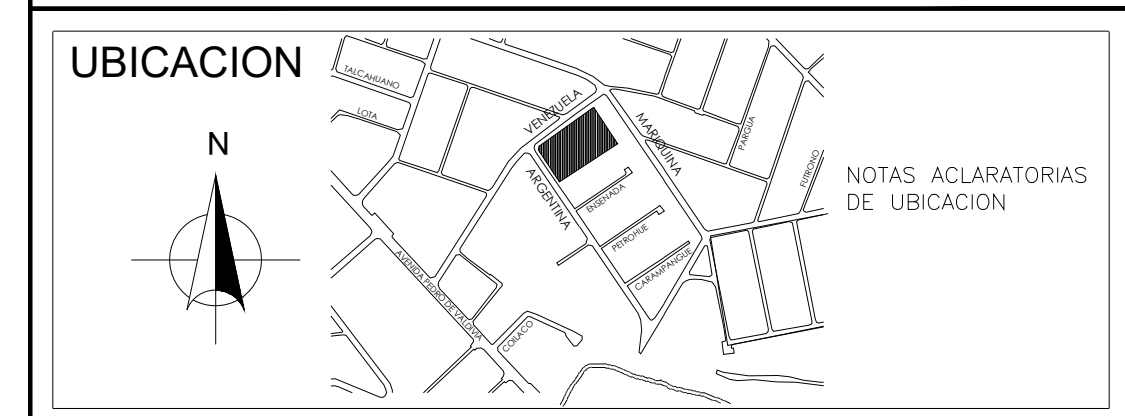 UBICACION
N
TALCAHUANO
LOTA
VENEZUELA
MARIQUINA
PARGUA
FUTRONO
ARGENTINA
ENSENADA
PETROHUE
CARAMPANGUE
AVENIDA PEDRO DE VALDIVIA
COILACO
NOTAS ACLARATORIAS
DE UBICACION